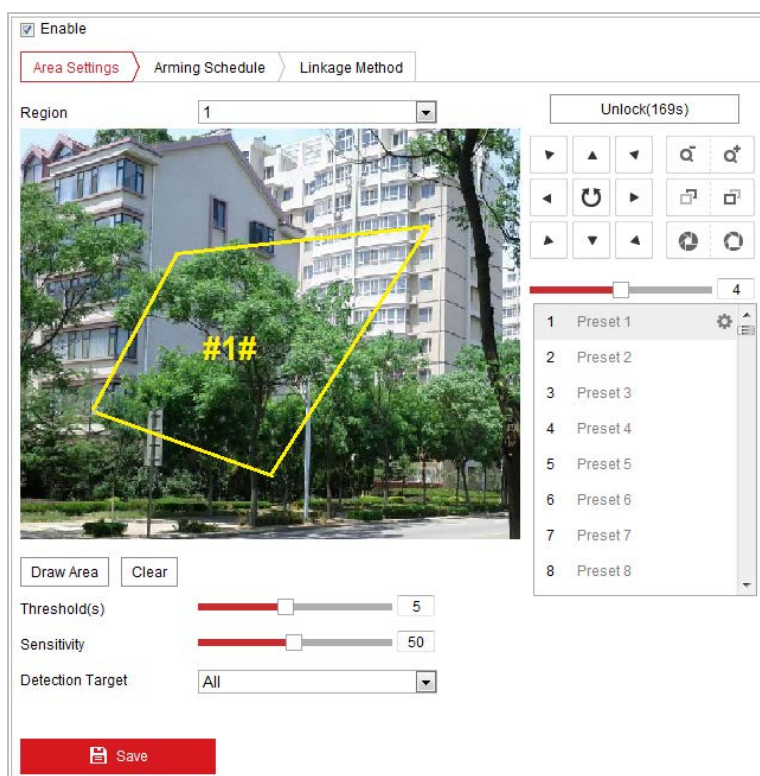 Enable
Area Settings Arming Schedule Linkage Method
Region 1
Unlock(169s)
#1#
4
1 Preset 1
2 Preset 2
3 Preset 3
4 Preset 4
5 Preset 5
6 Preset 6
7 Preset 7
8 Preset 8
Draw Area Clear
Threshold(s) 5
Sensitivity 50
Detection Target All
Save